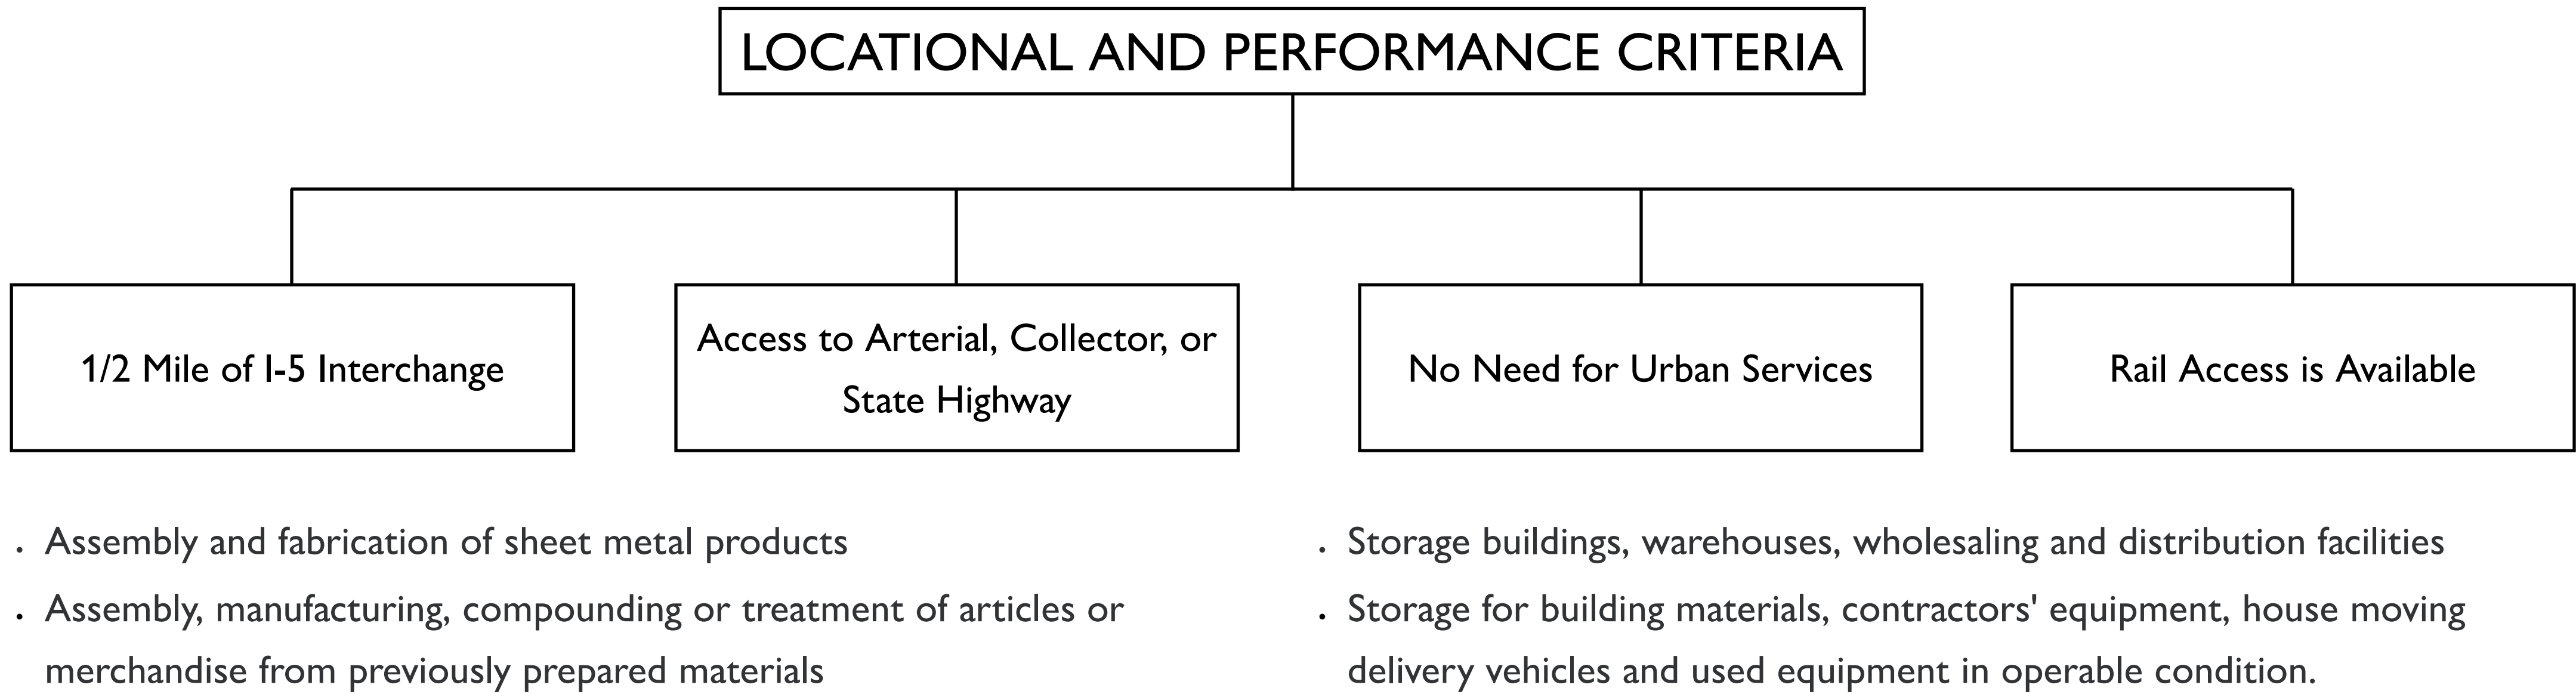 LOCATIONAL AND PERFORMANCE CRITERIA
1/2 Mile of I-5 Interchange
Access to Arterial, Collector, or
State Highway
No Need for Urban Services
Rail Access is Available
• Assembly and fabrication of sheet metal products
• Assembly, manufacturing, compounding or treatment of articles or
merchandise from previously prepared materials
• Storage buildings, warehouses, wholesaling and distribution facilities
• Storage for building materials, contractors' equipment, house moving
delivery vehicles and used equipment in operable condition.